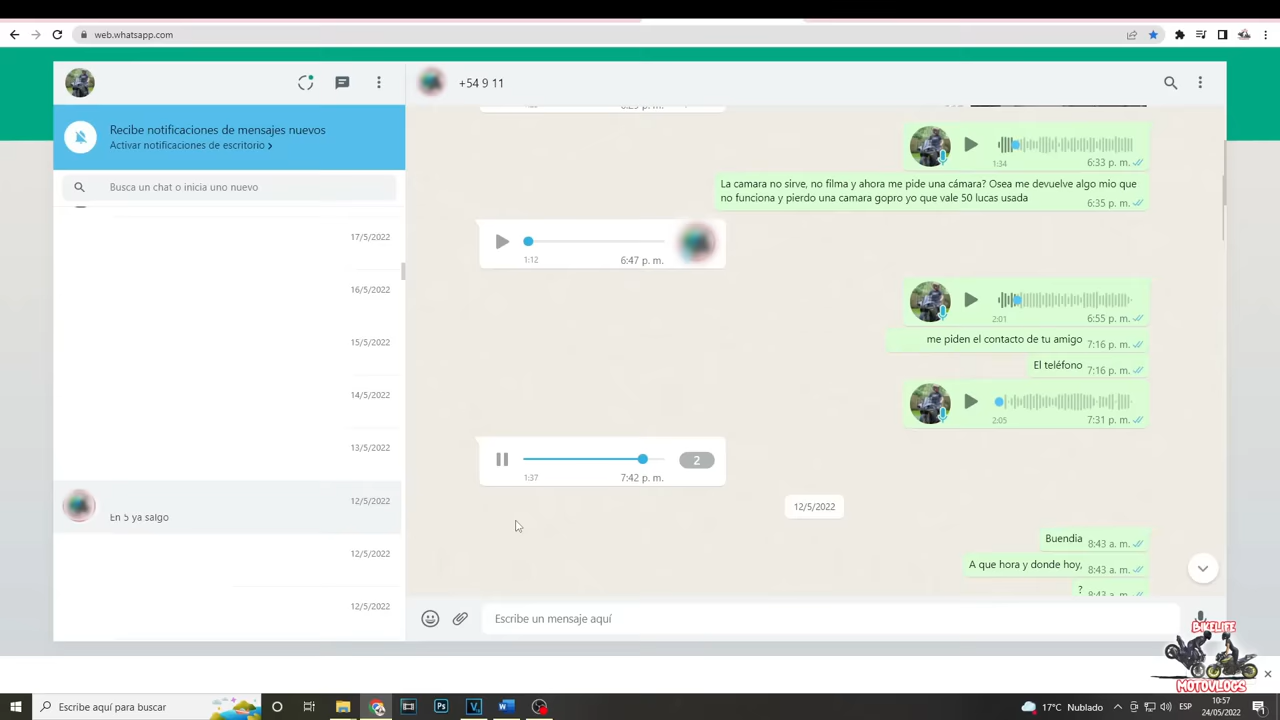 web.whatsapp.com
+54 9 11
Recibe notificaciones de mensajes nuevos
Activar notificaciones de escritorio >
Busca un chat o inicia uno nuevo
17/5/2022
16/5/2022
15/5/2022
14/5/2022
13/5/2022
12/5/2022
En 5 ya salgo
12/5/2022
12/5/2022
6:29 p. m.
1:34
6:33 p. m.
La camara no sirve, no filma y ahora me pide una cámara? Osea me devuelve algo mio que
no funciona y pierdo una camara gopro yo que vale 50 lucas usada
6:35 p. m.
1:12
6:47 p. m.
2:01
6:55 p. m.
me piden el contacto de tu amigo
7:16 p. m.
El teléfono
7:16 p. m.
2:05
7:31 p. m.
2
1:37
7:42 p. m.
12/5/2022
Buendia
8:43 a. m.
A que hora y donde hoy,
8:43 a. m.
?
8:43 a. m.
Escribe un mensaje aquí
BIKELIFE
MOTOVLOGS
Escribe aquí para buscar
17°C Nublado
ESP
10:57
24/05/2022